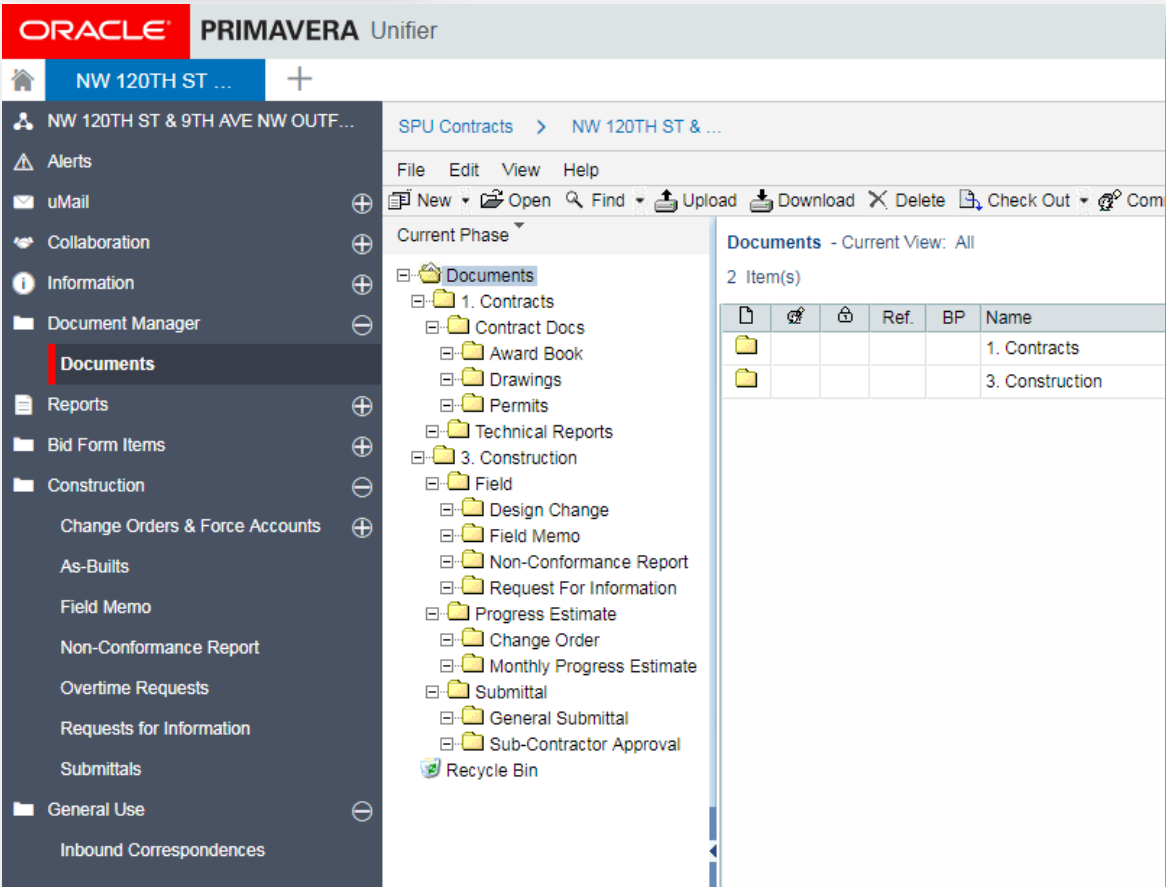 ORACLE PRIMAVERA Unifier
NW 120TH ST ...
NW 120TH ST & 9TH AVE NW OUTF...
Alerts
uMail
Collaboration
Information
Document Manager
Documents
Reports
Bid Form Items
Construction
Change Orders & Force Accounts
As-Builts
Field Memo
Non-Conformance Report
Overtime Requests
Requests for Information
Submittals
General Use
Inbound Correspondences
SPU Contracts > NW 120TH ST & ...
File Edit View Help
New Open Find Upload Download Delete Check Out Com
Current Phase
Documents
1. Contracts
Contract Docs
Award Book
Drawings
Permits
Technical Reports
3. Construction
Field
Design Change
Field Memo
Non-Conformance Report
Request For Information
Progress Estimate
Change Order
Monthly Progress Estimate
Submittal
General Submittal
Sub-Contractor Approval
Recycle Bin
Documents - Current View: All
2 Item(s)
Ref. BP Name
1. Contracts
3. Construction